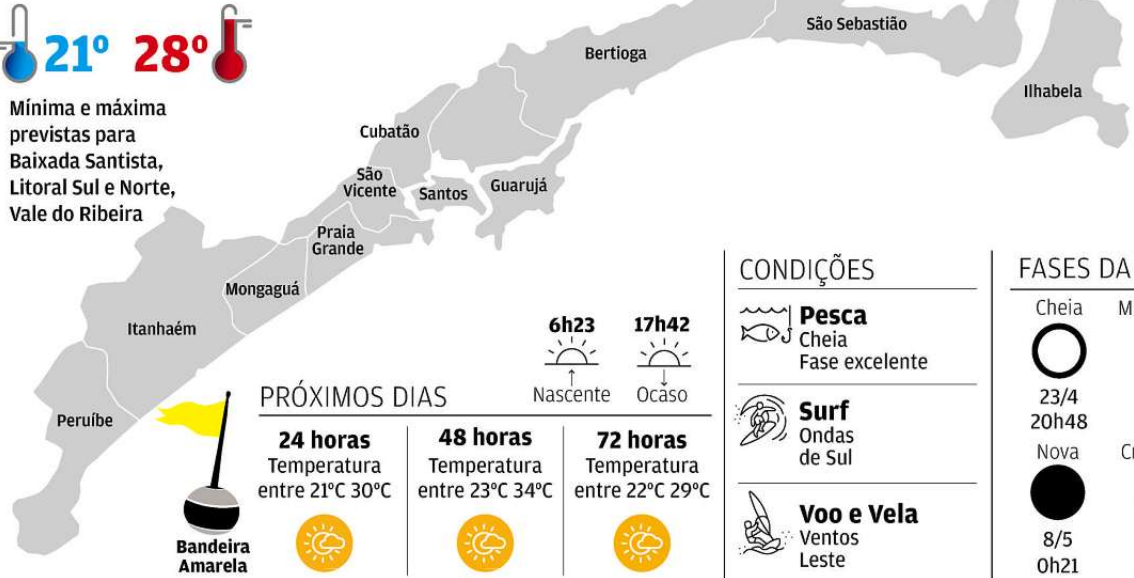 21º 28º
Mínima e máxima
previstas para
Baixada Santista,
Litoral Sul e Norte,
Vale do Ribeira
São Sebastião
Bertioga
Ilhabela
Cubatão
São
Vicente
Santos
Guarujá
Praia
Grande
Mongaguá
Itanhaém
Peruíbe
Bandeira
Amarela
6h23
Nascente
17h42
Ocaso
PRÓXIMOS DIAS
24 horas
Temperatura
entre 21ºC 30ºC
48 horas
Temperatura
entre 23ºC 34ºC
72 horas
Temperatura
entre 22ºC 29ºC
CONDIÇÕES
Pesca
Cheia
Fase excelente
Surf
Ondas
de Sul
Voo e Vela
Ventos
Leste
FASES DA
Cheia
23/4
20h48
Nova
8/5
0h21